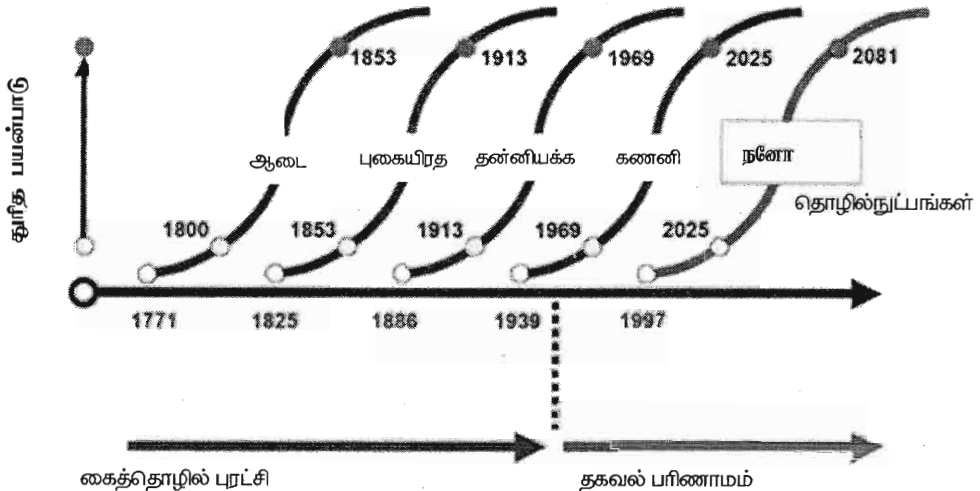 துரித பயன்பாடு
1853 1913 1969 2025 2081
ஆடை புகையிரத தன்னியக்க கணனி நனோ
தொழில்நுட்பங்கள்
1800 1853 1913 1969 2025
1771 1825 1886 1939 1997
கைத்தொழில் புரட்சி தகவல் பரிணாமம்